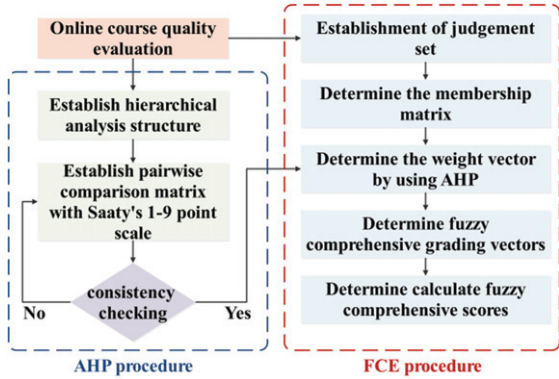 Online course quality
evaluation
Establish hierarchical
analysis structure
Establish pairwise
comparison matrix
with Saaty's 1-9 point
scale
consistency
checking
No
Yes
AHP procedure
Establishment of judgement
set
Determine the membership
matrix
Determine the weight vector
by using AHP
Determine fuzzy
comprehensive grading vectors
Determine calculate fuzzy
comprehensive scores
FCE procedure